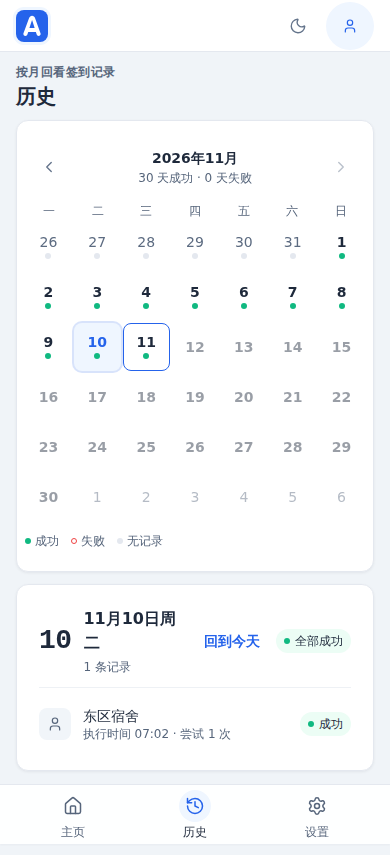 A
按月回看签到记录
历史
2026年11月
30 天成功 · 0 天失败
一 二 三 四 五 六 日
26 27 28 29 30 31 1
2 3 4 5 6 7 8
9 10 11 12 13 14 15
16 17 18 19 20 21 22
23 24 25 26 27 28 29
30 1 2 3 4 5 6
成功 失败 无记录
10
11月10日周
二
1 条记录
回到今天
全部成功
东区宿舍
执行时间 07:02 · 尝试 1 次
成功
主页 历史 设置